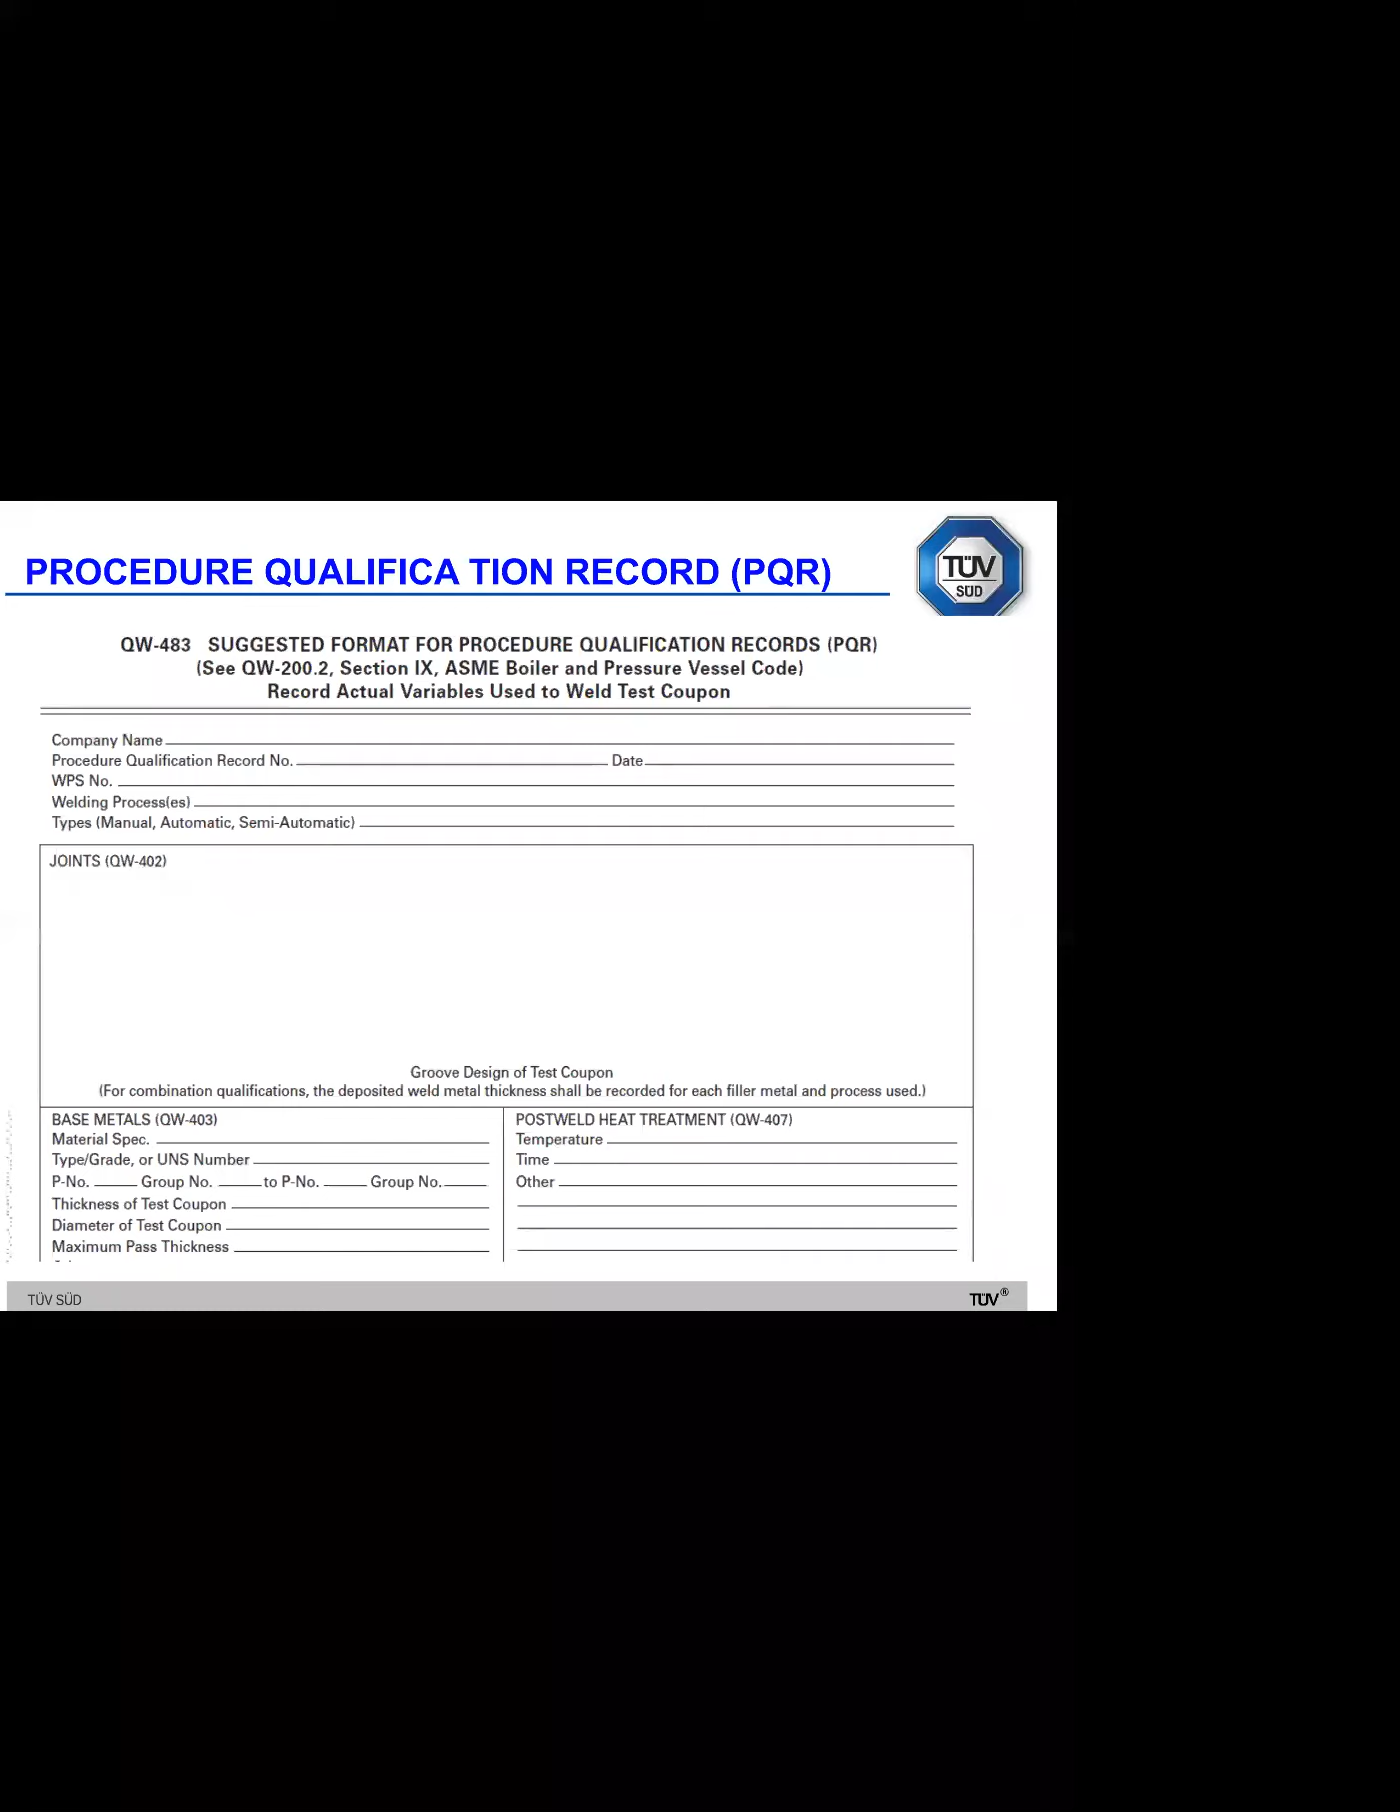 PROCEDURE QUALIFICA TION RECORD (PQR)
TÜV
SÜD
QW-483 SUGGESTED FORMAT FOR PROCEDURE QUALIFICATION RECORDS (PQR)
(See QW-200.2, Section IX, ASME Boiler and Pressure Vessel Code)
Record Actual Variables Used to Weld Test Coupon
Company Name
Procedure Qualification Record No. Date
WPS No.
Welding Process(es)
Types (Manual, Automatic, Semi-Automatic)
JOINTS (QW-402)
Groove Design of Test Coupon
(For combination qualifications, the deposited weld metal thickness shall be recorded for each filler metal and process used.)
BASE METALS (QW-403)
Material Spec.
Type/Grade, or UNS Number
P-No. Group No. to P-No. Group No.
Thickness of Test Coupon
Diameter of Test Coupon
Maximum Pass Thickness
POSTWELD HEAT TREATMENT (QW-407)
Temperature
Time
Other
TÜV SÜD
TÜV®